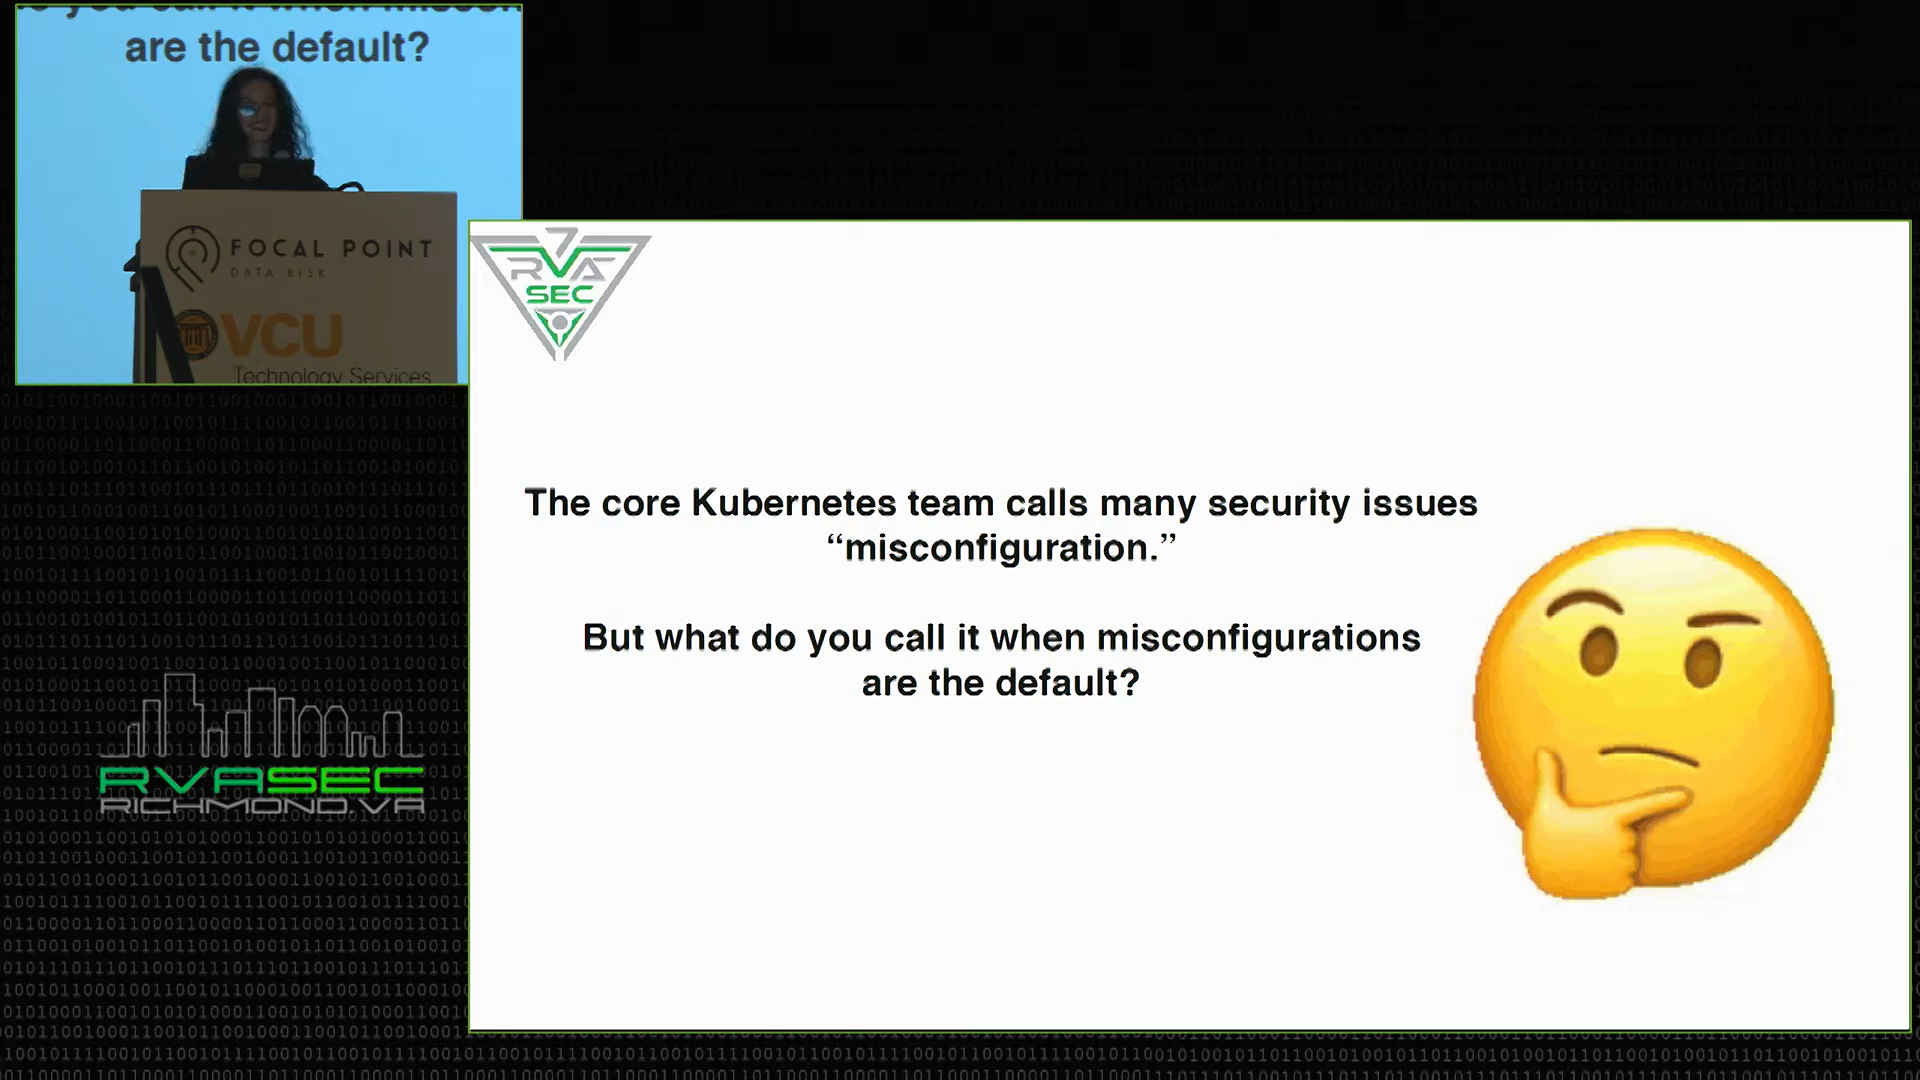 are the default?
FOCAL POINT
DATA RISK
VCU
Technology Services
RVA
SEC
The core Kubernetes team calls many security issues
“misconfiguration.”
But what do you call it when misconfigurations
are the default?
RVASEC
RICHMOND.VA